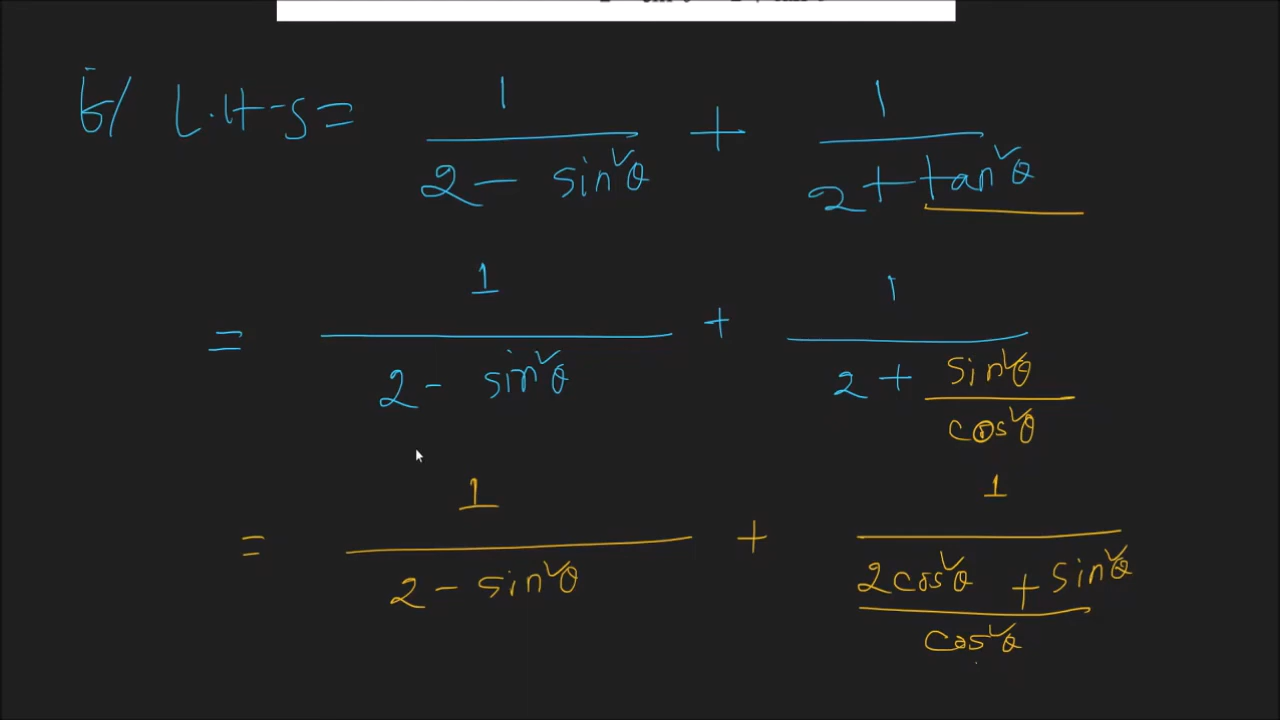 6/ L.H-S = 1/(2 - sin²θ) + 1/(2 + tan²θ)
= 1/(2 - sin²θ) + 1/(2 + sin²θ/cos²θ)
= 1/(2 - sin²θ) + 1/((2cos²θ + sin²θ)/cos²θ)